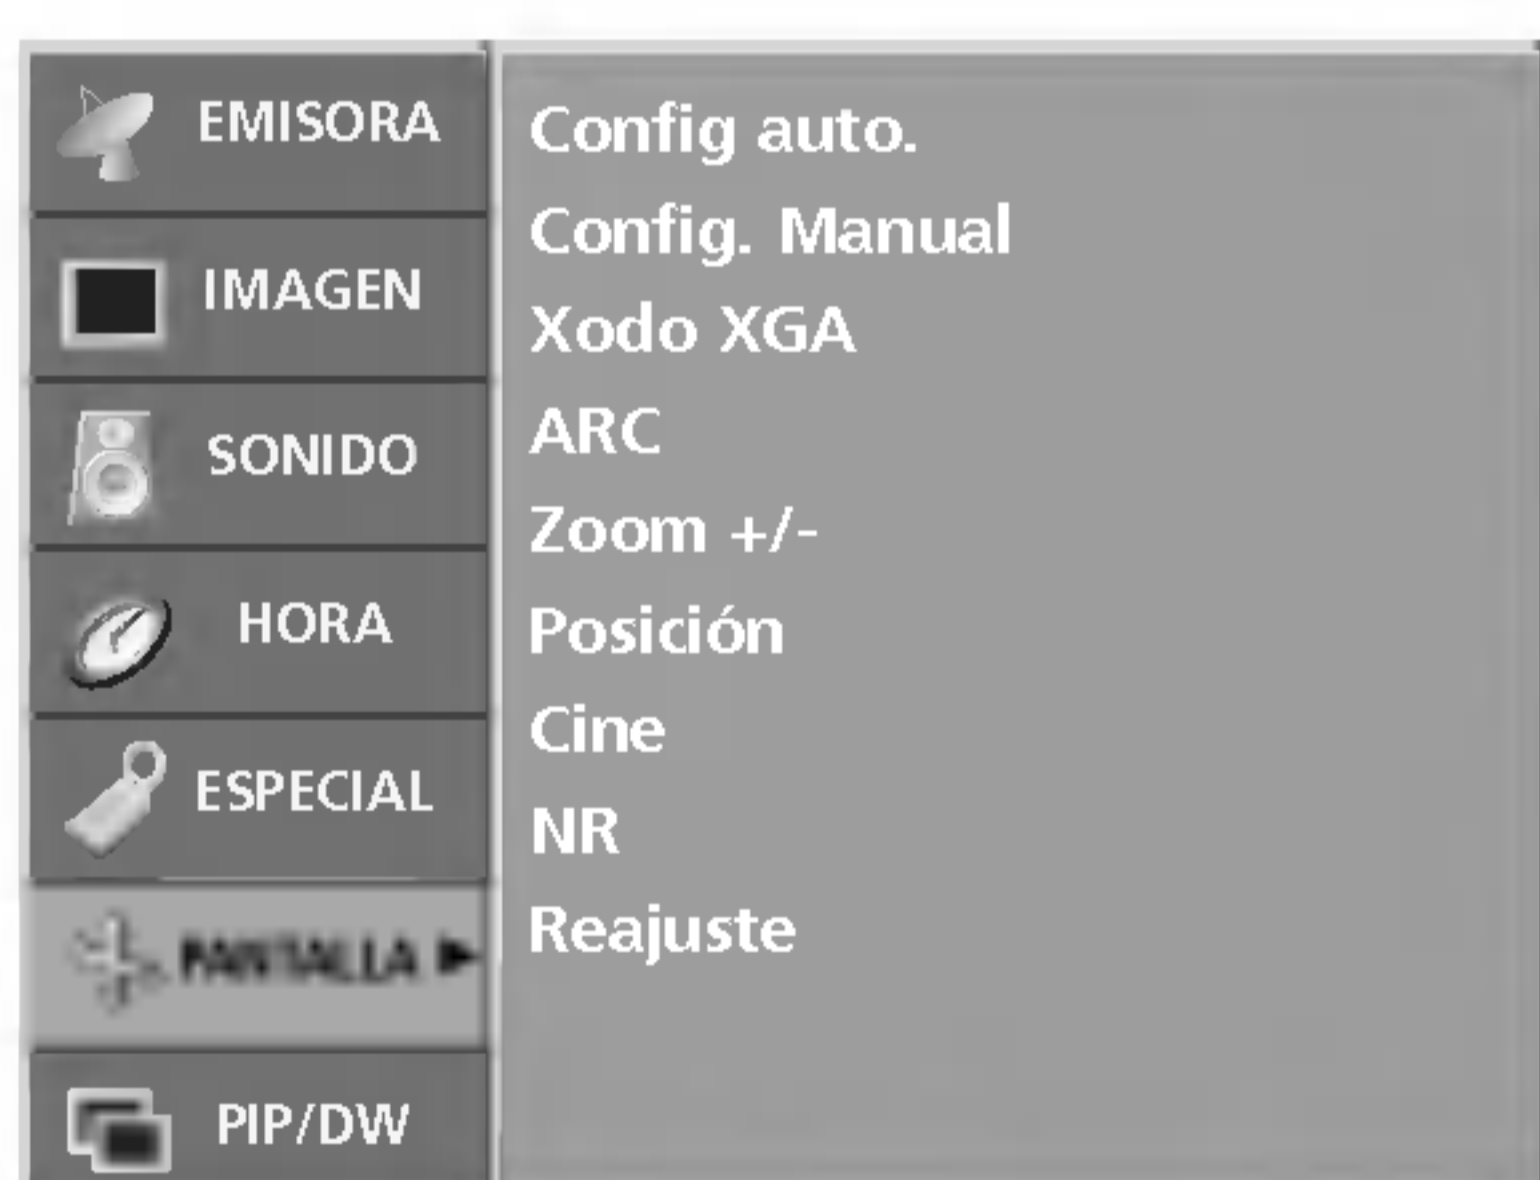 EMISORA
IMAGEN
SONIDO
HORA
ESPECIAL
PANTALLA
PIP/DW
Config auto.
Config. Manual
Xodo XGA
ARC
Zoom +/-
Posición
Cine
NR
Reajuste